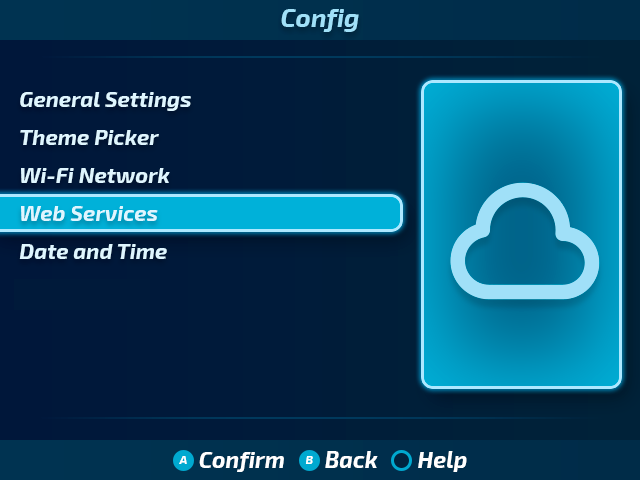 Config
General Settings
Theme Picker
Wi-Fi Network
Web Services
Date and Time
A Confirm B Back Help